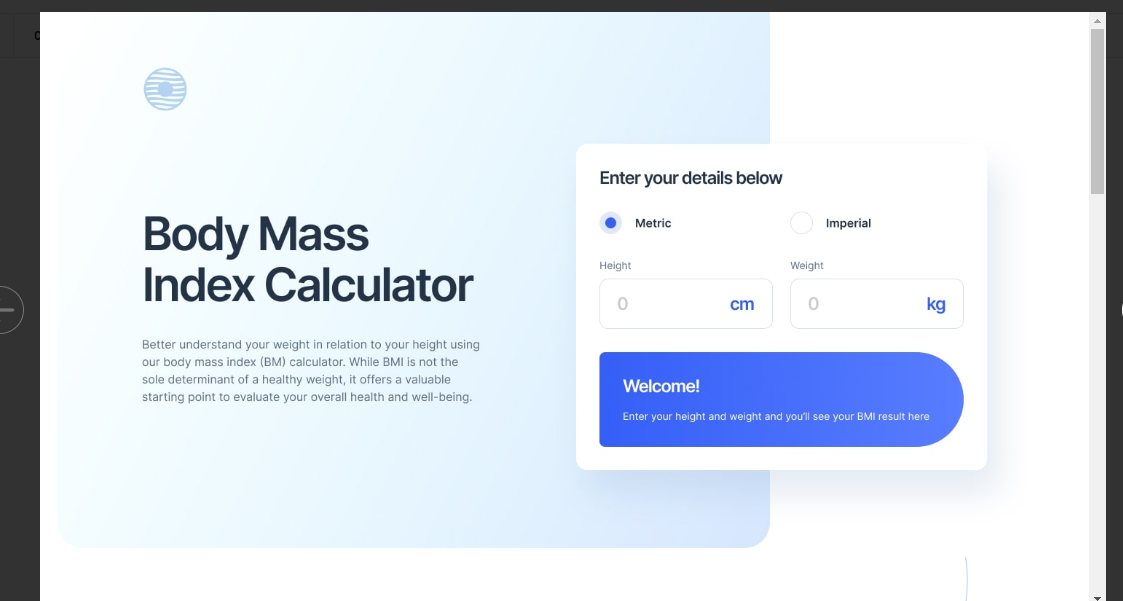 Body Mass
Index Calculator
Better understand your weight in relation to your height using
our body mass index (BM) calculator. While BMI is not the
sole determinant of a healthy weight, it offers a valuable
starting point to evaluate your overall health and well-being.
Enter your details below
Metric
Imperial
Height
Weight
0 cm
0 kg
Welcome!
Enter your height and weight and you'll see your BMI result here